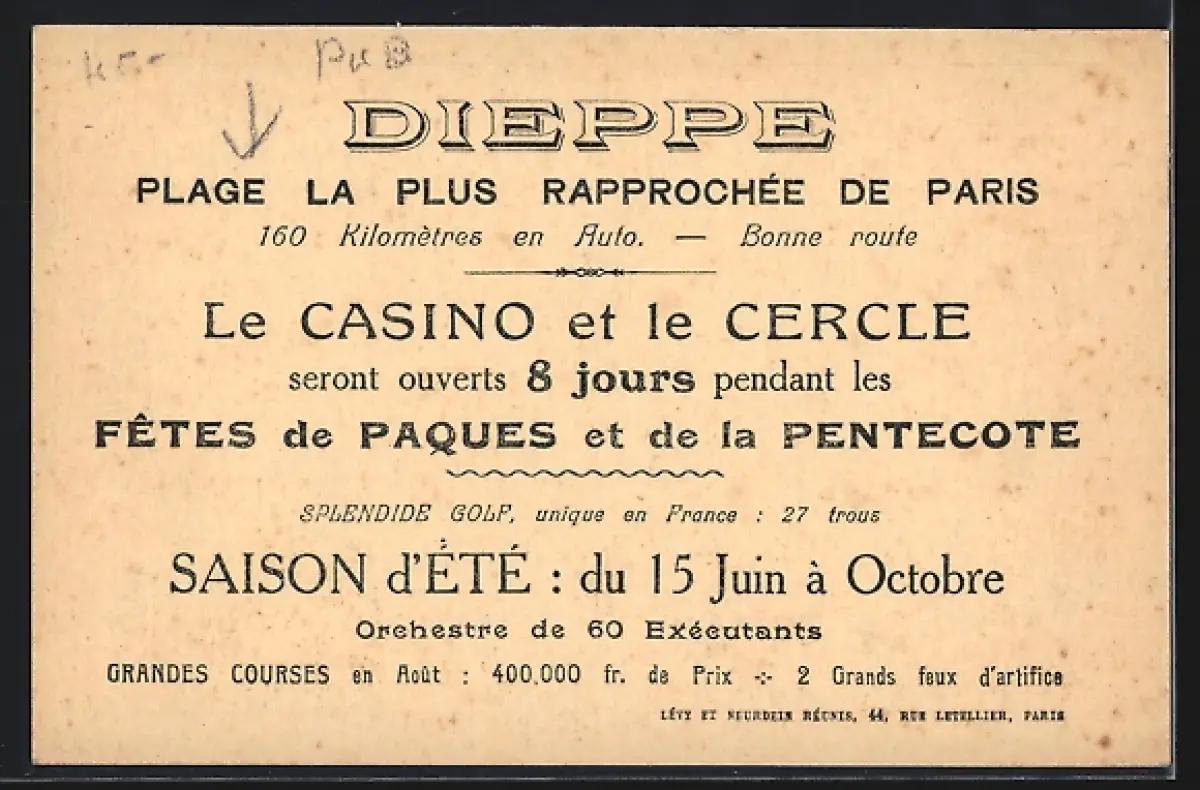 45.-
PUB
DIEPPE
PLAGE LA PLUS RAPPROCHÉE DE PARIS
160 Kilomètres en Auto. — Bonne route
Le CASINO et le CERCLE
seront ouverts 8 jours pendant les
FÊTES de PAQUES et de la PENTECOTE
SPLENDIDE GOLF, unique en France : 27 trous
SAISON d'ÉTÉ : du 15 Juin à Octobre
Orchestre de 60 Exécutants
GRANDES COURSES en Août : 400,000 fr. de Prix -:- 2 Grands feux d'artifice
LÉVY ET NEURDEIN RÉUNIS, 44, RUE LETELLIER, PARIS